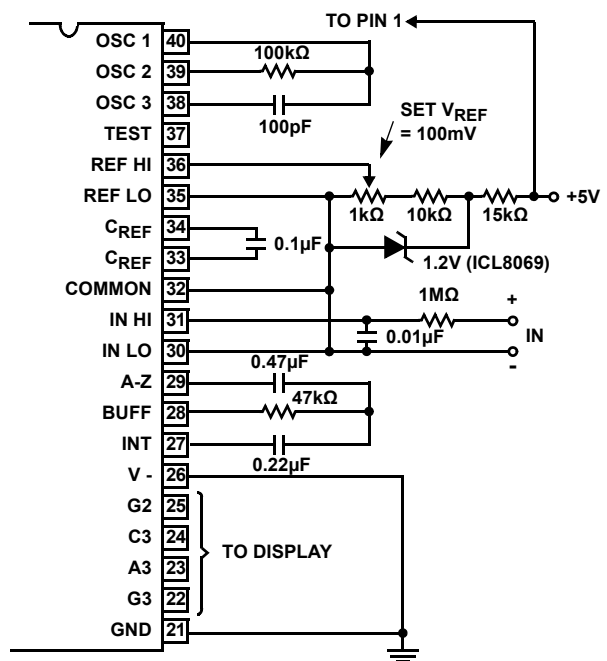 TO PIN 1
OSC 1 40
100kΩ
OSC 2 39
OSC 3 38
100pF
SET VREF
= 100mV
TEST 37
REF HI 36
REF LO 35
1kΩ 10kΩ 15kΩ
+5V
CREF 34
0.1µF
CREF 33
1.2V (ICL8069)
COMMON 32
1MΩ
+
IN HI 31
0.01µF
IN
IN LO 30
-
0.47µF
A-Z 29
47kΩ
BUFF 28
INT 27
0.22µF
V - 26
G2 25
C3 24
TO DISPLAY
A3 23
G3 22
GND 21